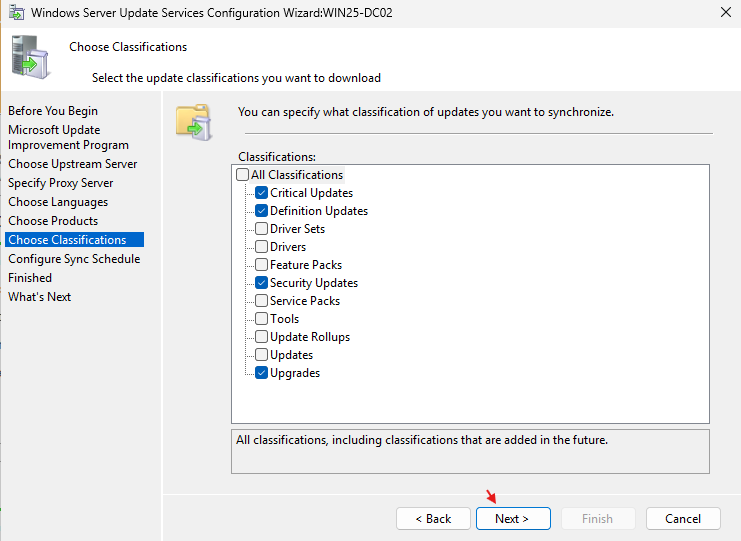 Windows Server Update Services Configuration Wizard:WIN25-DC02
Choose Classifications
Select the update classifications you want to download
Before You Begin
Microsoft Update
Improvement Program
Choose Upstream Server
Specify Proxy Server
Choose Languages
Choose Products
Choose Classifications
Configure Sync Schedule
Finished
What's Next
You can specify what classification of updates you want to synchronize.
Classifications:
All Classifications
Critical Updates
Definition Updates
Driver Sets
Drivers
Feature Packs
Security Updates
Service Packs
Tools
Update Rollups
Updates
Upgrades
All classifications, including classifications that are added in the future.
< Back
Next >
Finish
Cancel